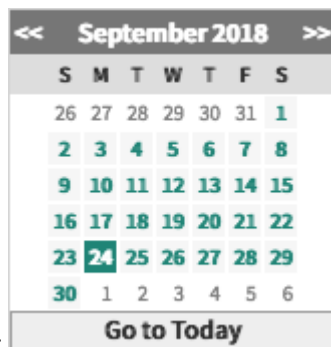 << September 2018 >>
S M T W T F S
26 27 28 29 30 31 1
2 3 4 5 6 7 8
9 10 11 12 13 14 15
16 17 18 19 20 21 22
23 24 25 26 27 28 29
30 1 2 3 4 5 6
Go to Today